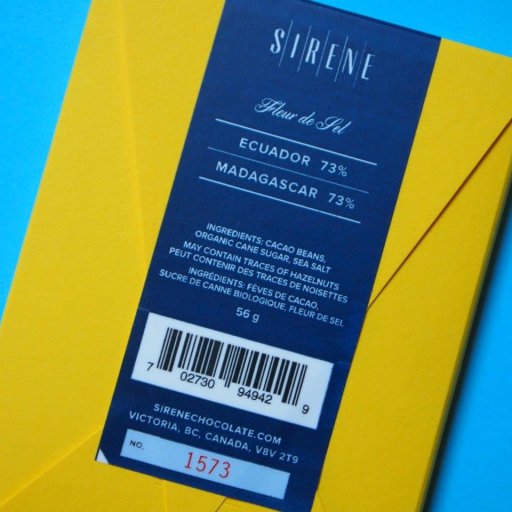 SIRENE
Fleur de Sel
ECUADOR 73%
MADAGASCAR 73%
INGREDIENTS: CACAO BEANS,
ORGANIC CANE SUGAR, SEA SALT
MAY CONTAIN TRACES OF HAZELNUTS
PEUT CONTENIR DES TRACES DE NOISETTES
INGRÉDIENTS: FÈVES DE CACAO,
SUCRE DE CANNE BIOLOGIQUE, FLEUR DE SEL
56 g
7 02730 94942 9
SIRENECHOCOLATE.COM
VICTORIA, BC, CANADA, V8V 2T9
NO. 1573